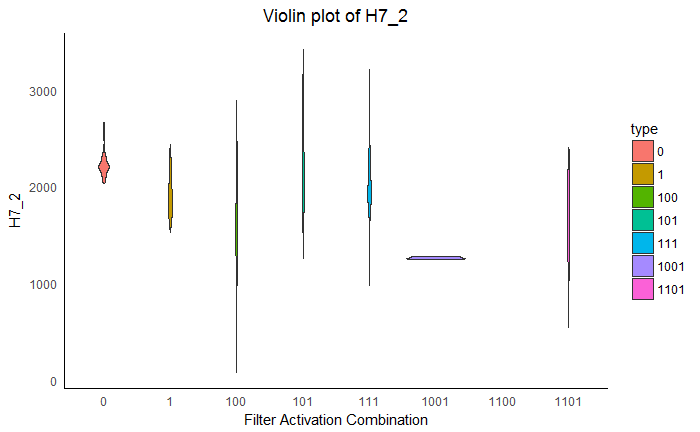 Violin plot of H7_2
H7_2
3000
2000
1000
0
0 1 100 101 111 1001 1100 1101
Filter Activation Combination
type
0
1
100
101
111
1001
1101